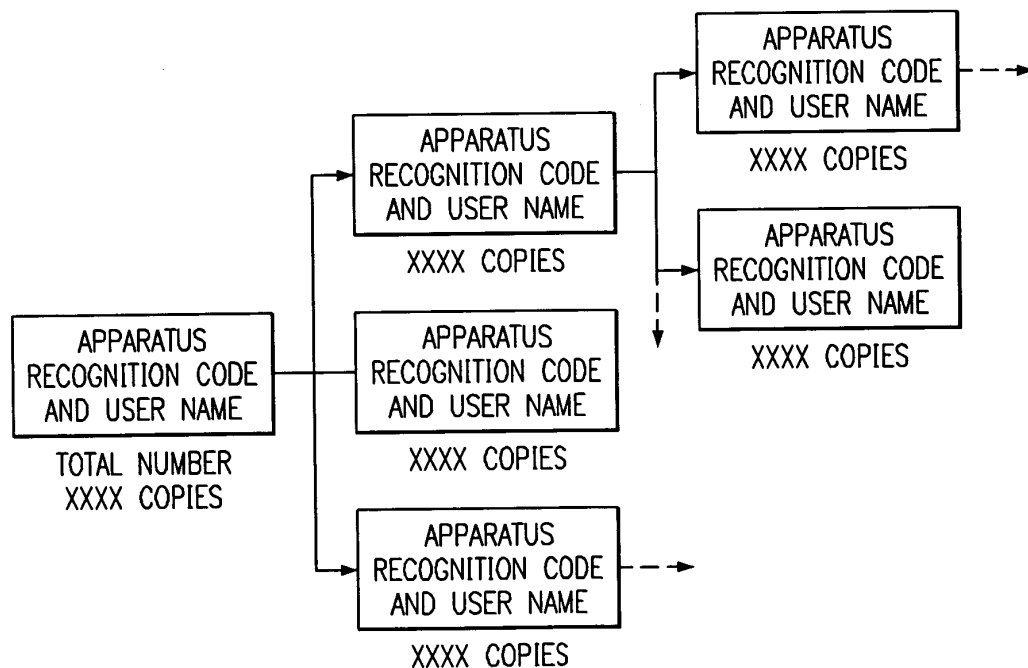 APPARATUS
RECOGNITION CODE
AND USER NAME
TOTAL NUMBER
XXXX COPIES
APPARATUS
RECOGNITION CODE
AND USER NAME
XXXX COPIES
APPARATUS
RECOGNITION CODE
AND USER NAME
XXXX COPIES
APPARATUS
RECOGNITION CODE
AND USER NAME
XXXX COPIES
APPARATUS
RECOGNITION CODE
AND USER NAME
XXXX COPIES
APPARATUS
RECOGNITION CODE
AND USER NAME
XXXX COPIES